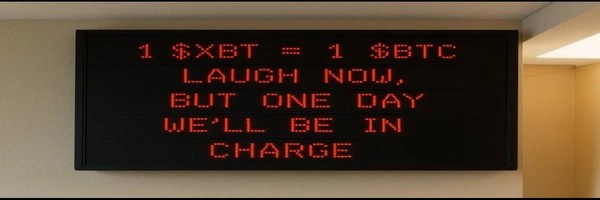 1 $XBT = 1 $BTC
LAUGH NOW,
BUT ONE DAY
WE'LL BE IN
CHARGE